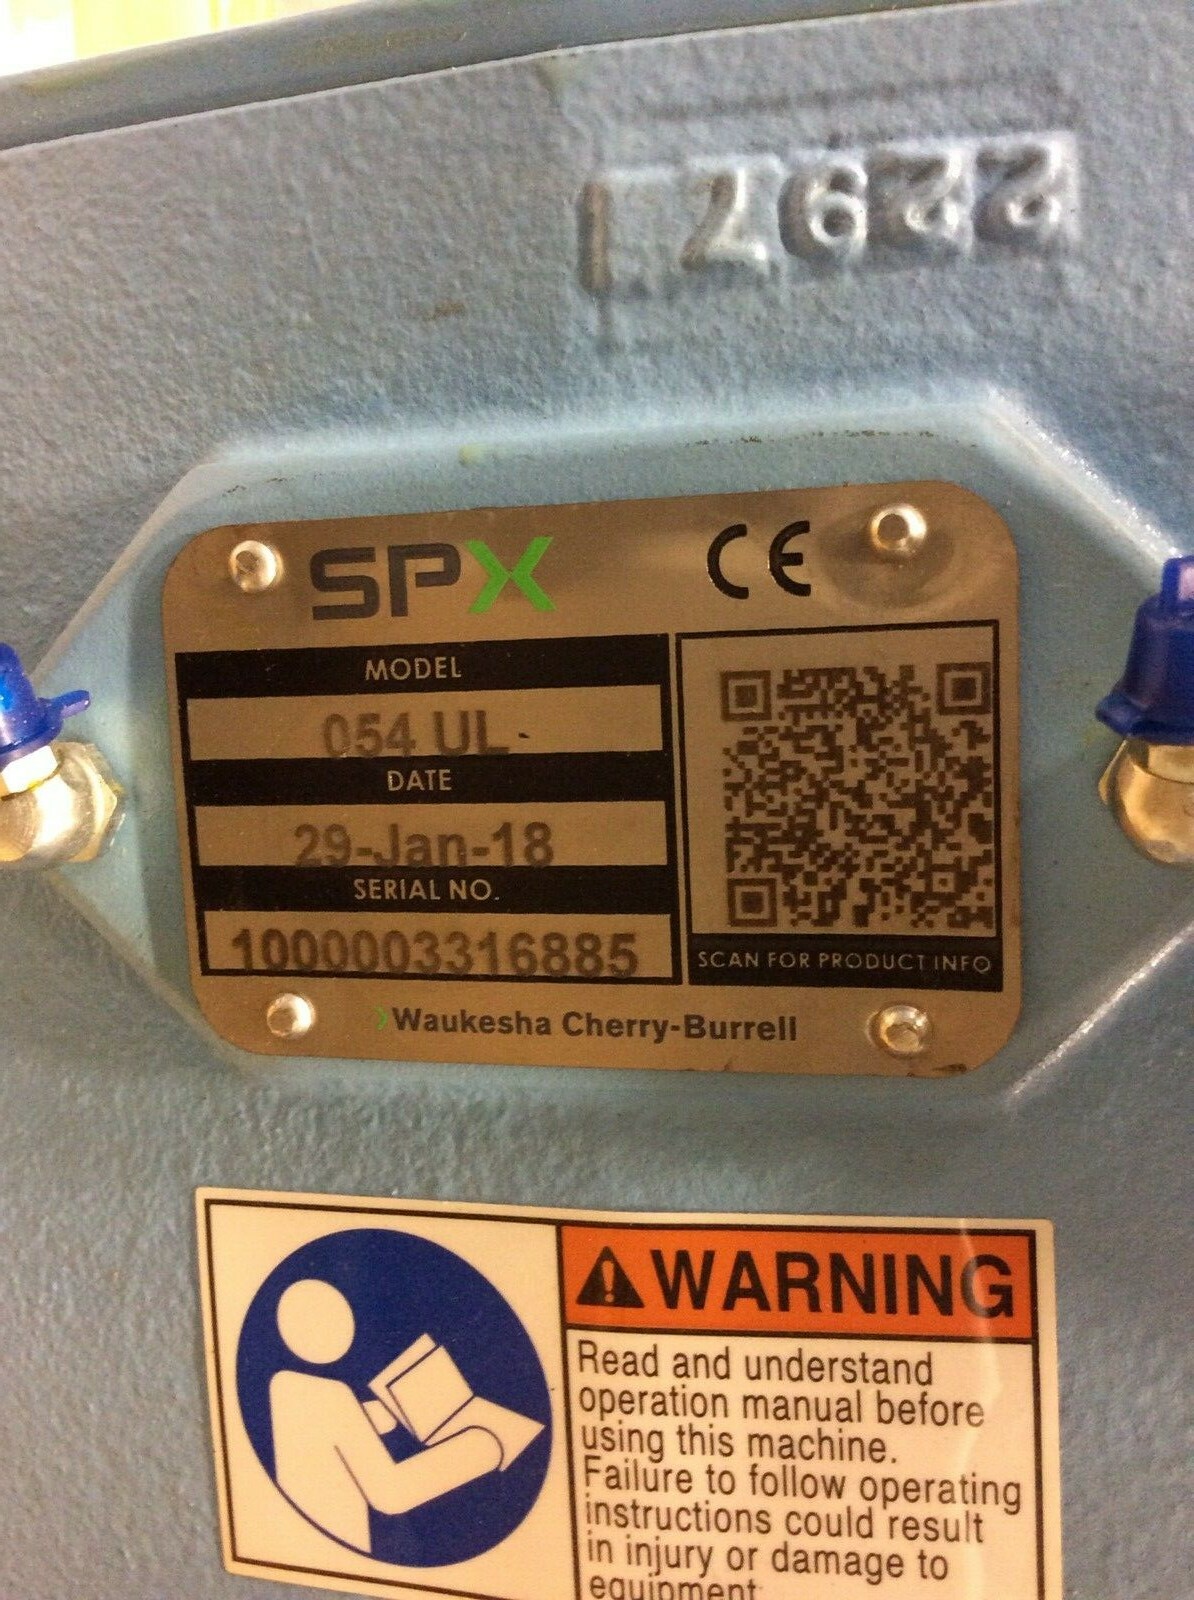 SPX CE
MODEL
054 UL
DATE
29-Jan-18
SERIAL NO.
1000003316885
SCAN FOR PRODUCT INFO
Waukesha Cherry-Burrell
WARNING
Read and understand
operation manual before
using this machine.
Failure to follow operating
instructions could result
in injury or damage to
equipment